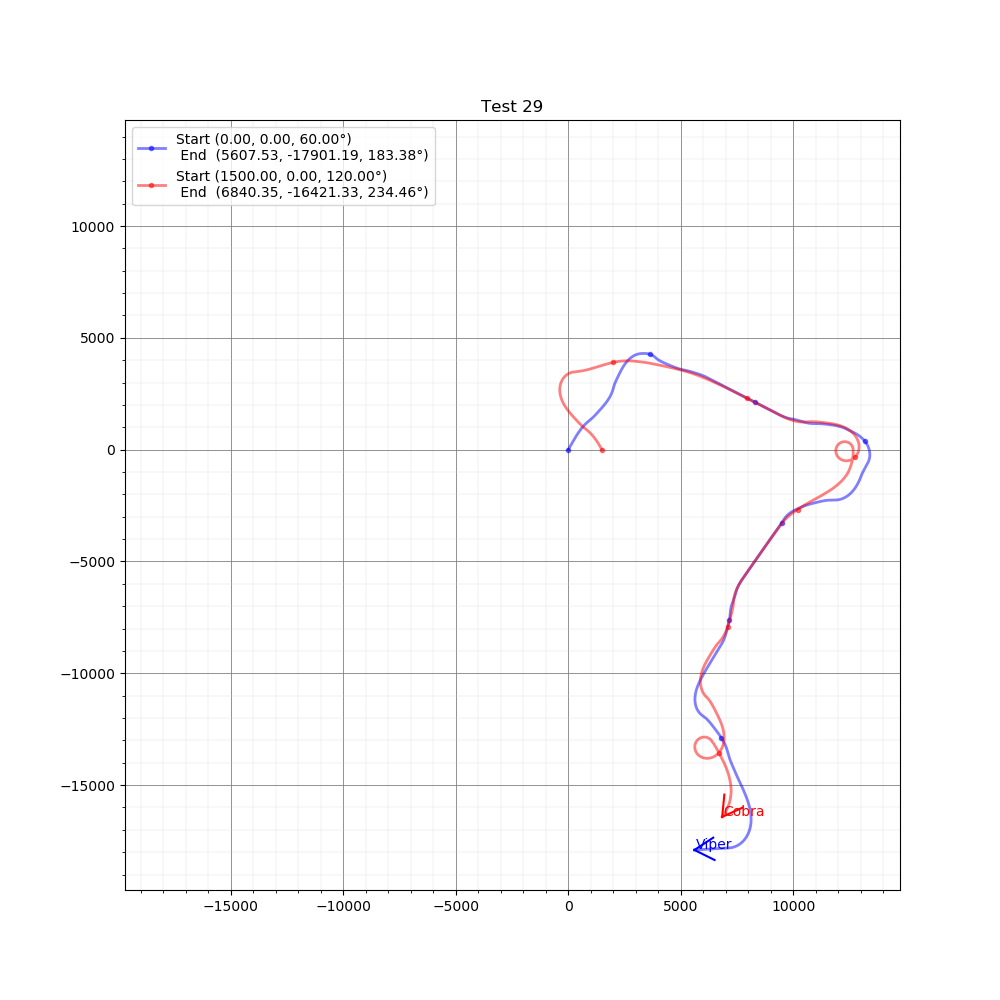 Test 29
Start (0.00, 0.00, 60.00°)
End (5607.53, -17901.19, 183.38°)
Start (1500.00, 0.00, 120.00°)
End (6840.35, -16421.33, 234.46°)
10000
5000
0
−5000
−10000
−15000
Cobra
Viper
−15000 −10000 −5000 0 5000 10000